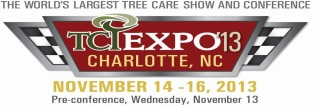 THE WORLD'S LARGEST TREE CARE SHOW AND CONFERENCE
TCI EXPO'13
CHARLOTTE, NC
NOVEMBER 14 -16, 2013
Pre-conference, Wednesday, November 13